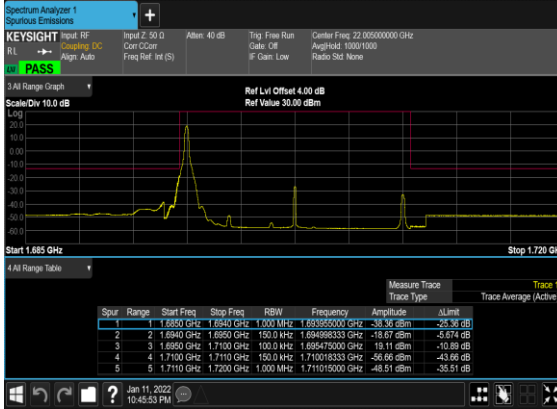 Spectrum Analyzer 1
Spurious Emissions
KEYSIGHT Input: RF Input Z: 50 Ω Atten: 40 dB Trig: Free Run Center Freq: 22.005000000 GHz
RL Coupling: DC Corr CCorr Gate: Off Avg|Hold: 1000/1000
Align: Auto Freq Ref: Int (S) IF Gain: Low Radio Std: None
PASS
3 All Range Graph
Ref Lvl Offset 4.00 dB
Scale/Div 10.0 dB Ref Value 30.00 dBm
Log
20.0
10.0
0.00
-10.0
-20.0
-30.0
-40.0
-50.0
-60.0
Start 1.685 GHz Stop 1.720 GH
4 All Range Table
Measure Trace Trace 1
Trace Type Trace Average (Active
Spur Range Start Freq Stop Freq RBW Frequency Amplitude ΔLimit
1 1 1.6850 GHz 1.6940 GHz 1.000 MHz 1.693955000 GHz -38.36 dBm -25.36 dB
2 2 1.6940 GHz 1.6950 GHz 150.0 kHz 1.694998333 GHz -18.67 dBm -5.674 dB
3 3 1.6950 GHz 1.7100 GHz 100.0 kHz 1.695475000 GHz 19.11 dBm -10.89 dB
4 4 1.7100 GHz 1.7110 GHz 150.0 kHz 1.710018333 GHz -56.66 dBm -43.66 dB
5 5 1.7110 GHz 1.7200 GHz 1.000 MHz 1.711015000 GHz -48.51 dBm -35.51 dB
Jan 11, 2022
10:45:53 PM